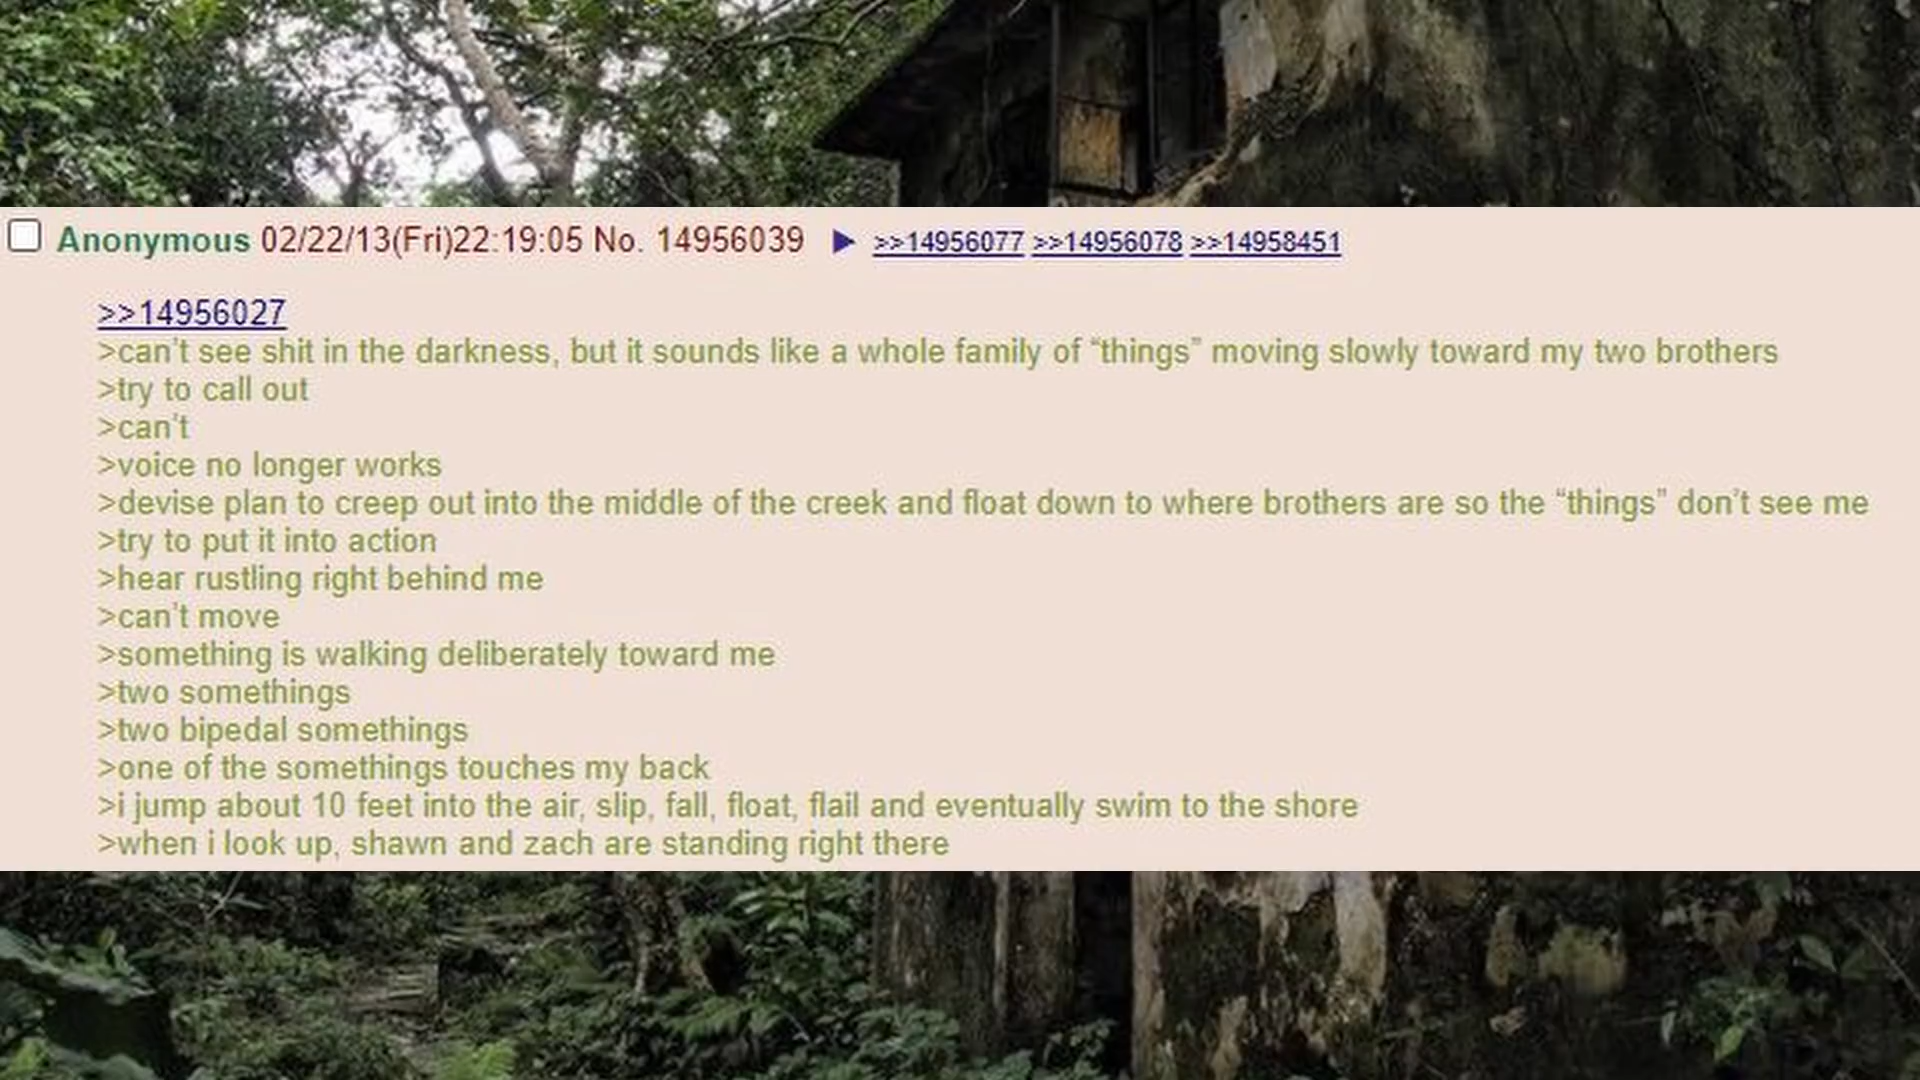 Anonymous 02/22/13(Fri)22:19:05 No. 14956039 ▶ >>14956077 >>14956078 >>14958451
>>14956027
>can't see shit in the darkness, but it sounds like a whole family of “things” moving slowly toward my two brothers
>try to call out
>can't
>voice no longer works
>devise plan to creep out into the middle of the creek and float down to where brothers are so the “things” don't see me
>try to put it into action
>hear rustling right behind me
>can't move
>something is walking deliberately toward me
>two somethings
>two bipedal somethings
>one of the somethings touches my back
>i jump about 10 feet into the air, slip, fall, float, flail and eventually swim to the shore
>when i look up, shawn and zach are standing right there